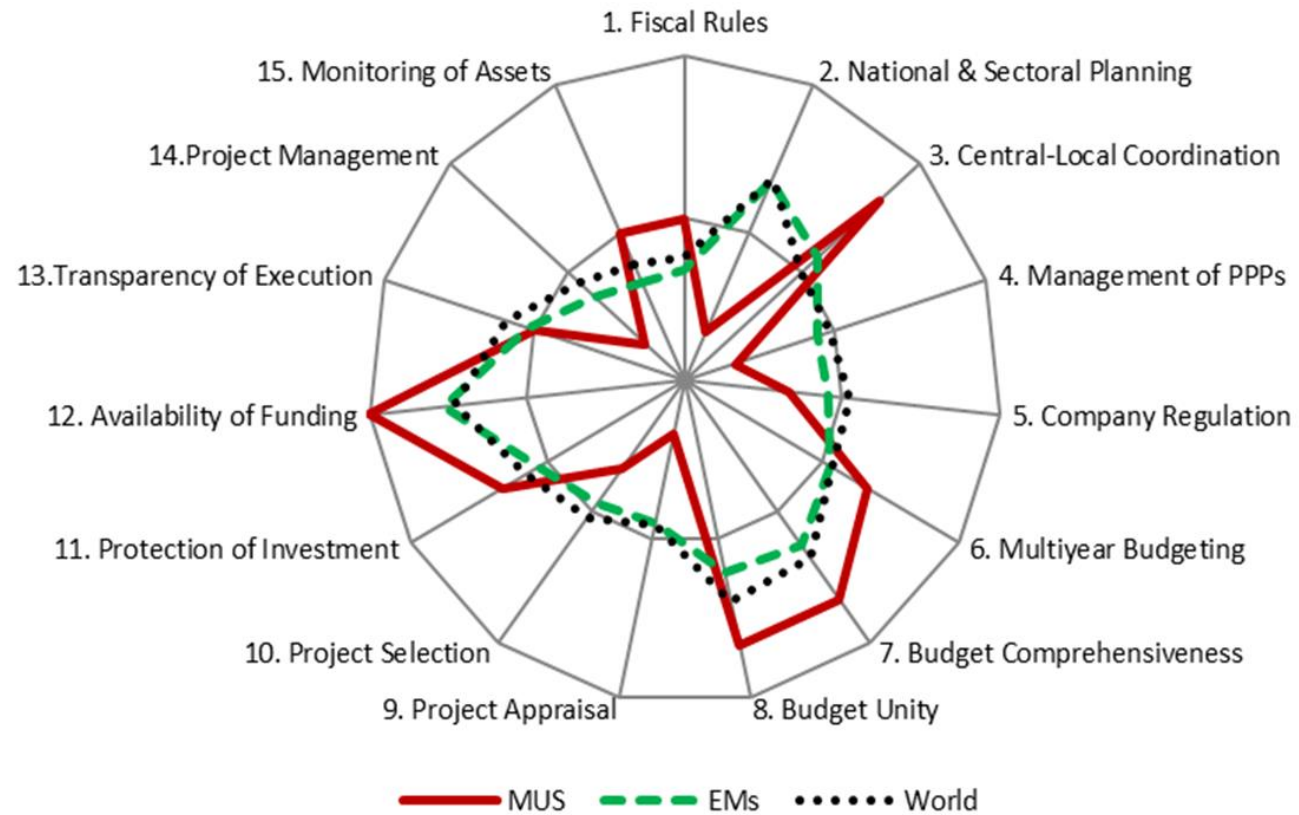 1. Fiscal Rules
2. National & Sectoral Planning
3. Central-Local Coordination
4. Management of PPPs
5. Company Regulation
6. Multiyear Budgeting
7. Budget Comprehensiveness
8. Budget Unity
9. Project Appraisal
10. Project Selection
11. Protection of Investment
12. Availability of Funding
13.Transparency of Execution
14.Project Management
15. Monitoring of Assets
MUS EMs World